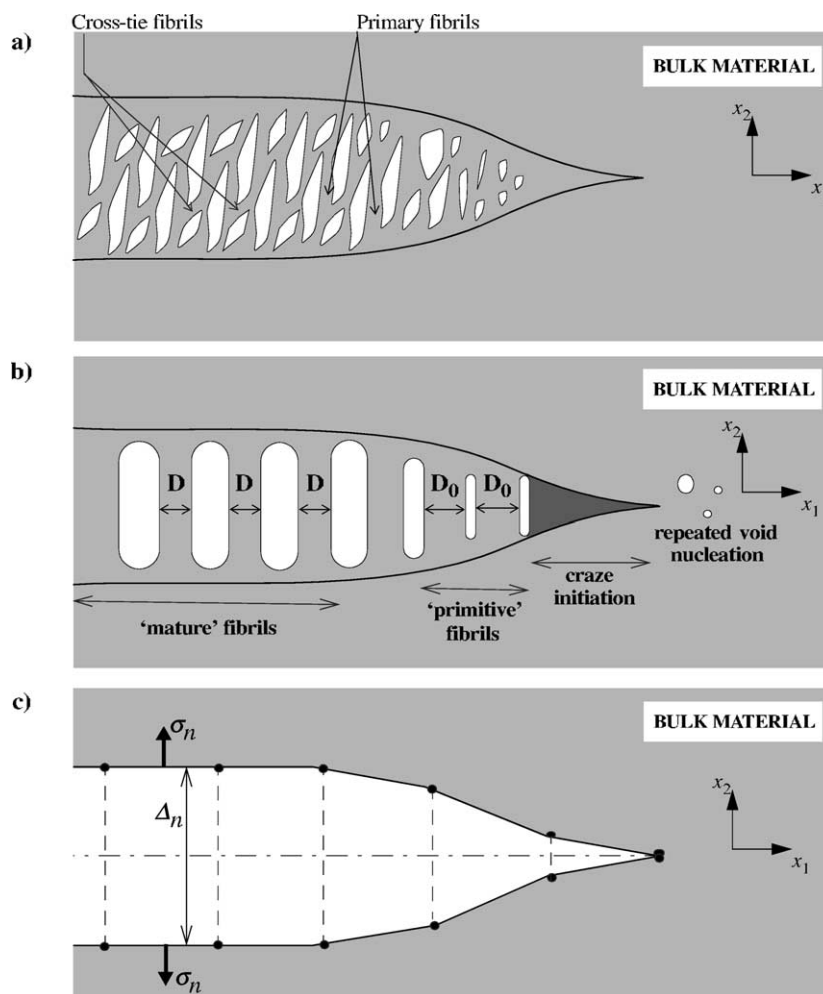 Cross-tie fibrils Primary fibrils
a)
BULK MATERIAL
x2
x
b)
BULK MATERIAL
x2
D D D D0 D0
x1
repeated void
nucleation
craze
initiation
'mature' fibrils
'primitive'
fibrils
c)
BULK MATERIAL
σn
x2
Δn
x1
σn